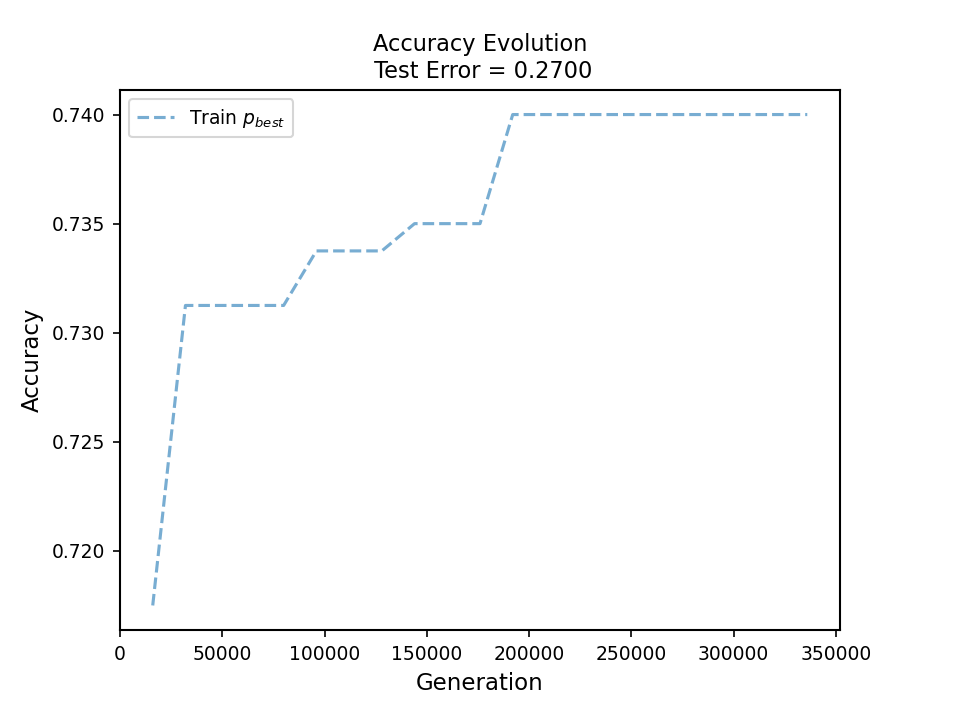 Accuracy Evolution
Test Error = 0.2700
Train p_best
0.740
0.735
0.730
0.725
0.720
Accuracy
0 50000 100000 150000 200000 250000 300000 350000
Generation